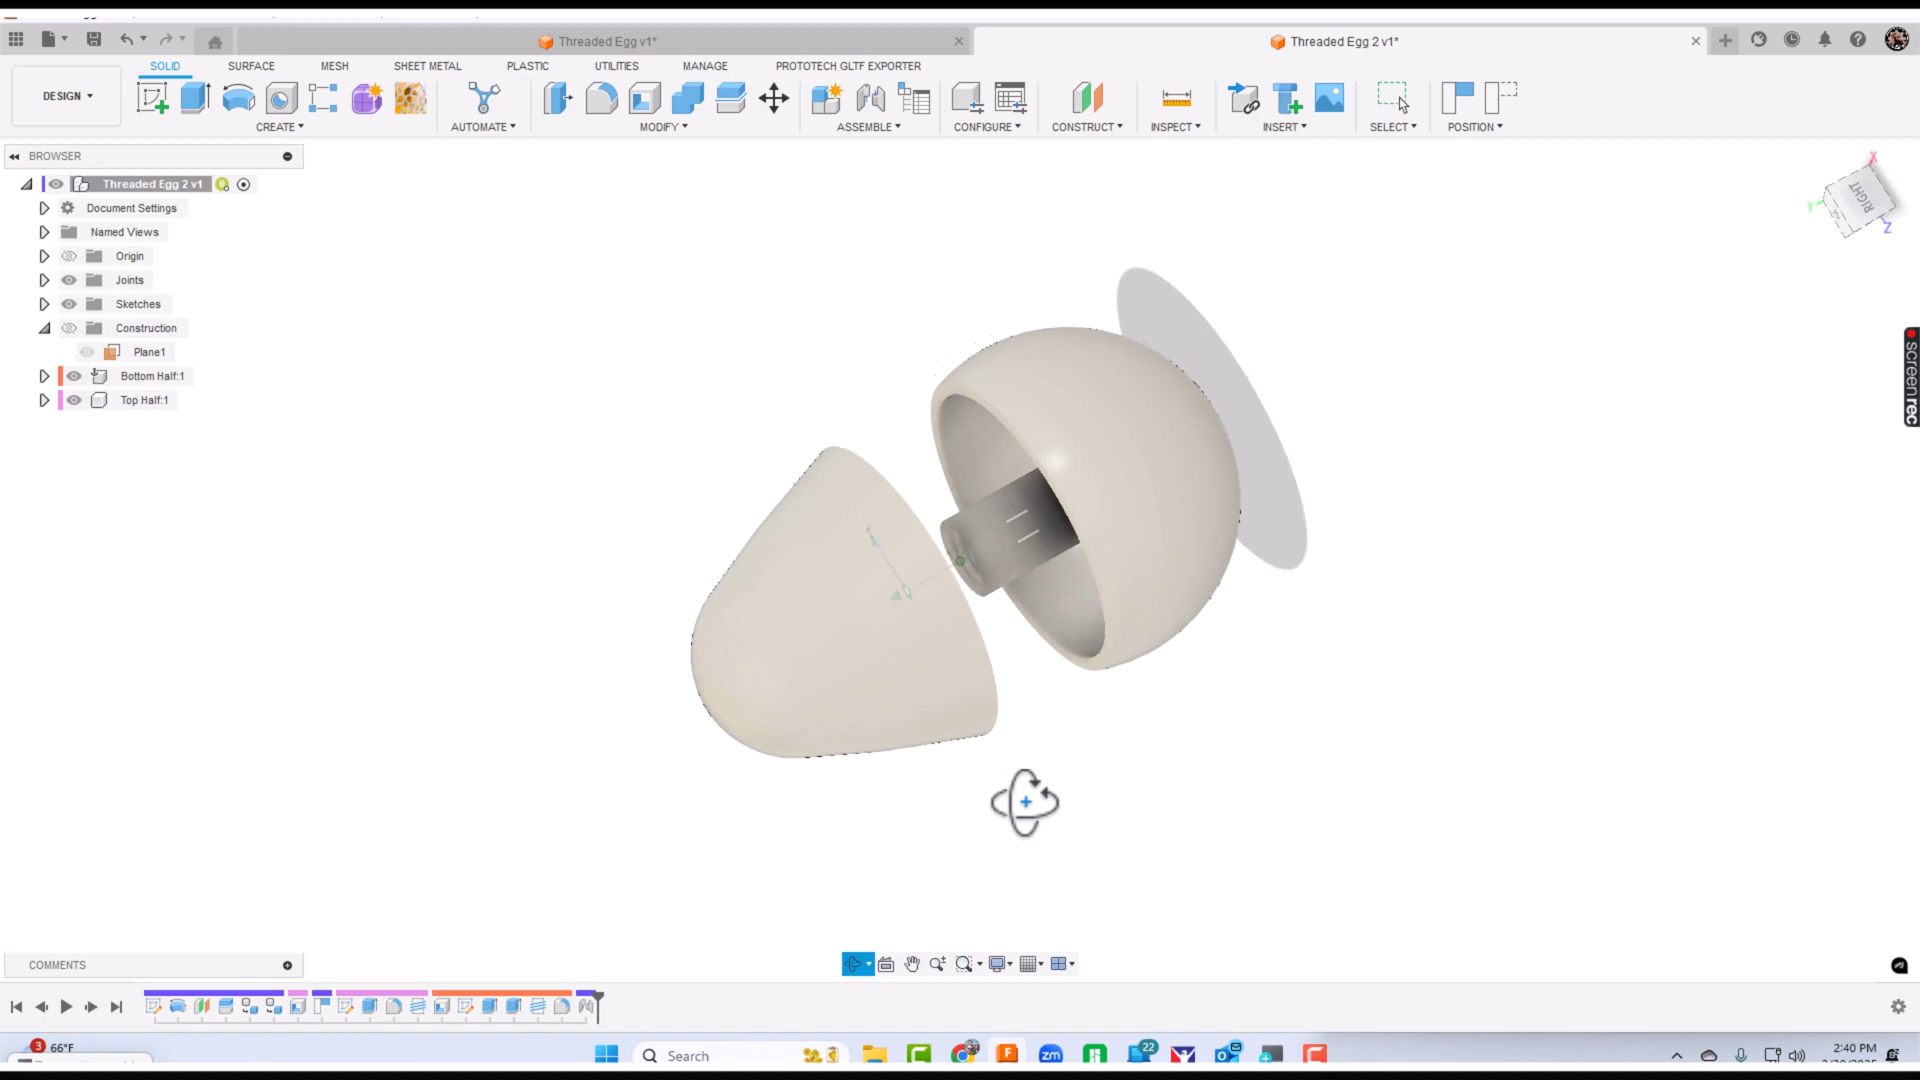 Threaded Egg v1*
Threaded Egg 2 v1*
SOLID
SURFACE
MESH
SHEET METAL
PLASTIC
UTILITIES
MANAGE
PROTOTECH GLTF EXPORTER
DESIGN
CREATE
AUTOMATE
MODIFY
ASSEMBLE
CONFIGURE
CONSTRUCT
INSPECT
INSERT
SELECT
POSITION
BROWSER
Threaded Egg 2 v1
Document Settings
Named Views
Origin
Joints
Sketches
Construction
Plane1
Bottom Half:1
Top Half:1
X
Y
Z
RIGHT
screenrec
COMMENTS
3
66°F
Search
22
zm
2:40 PM